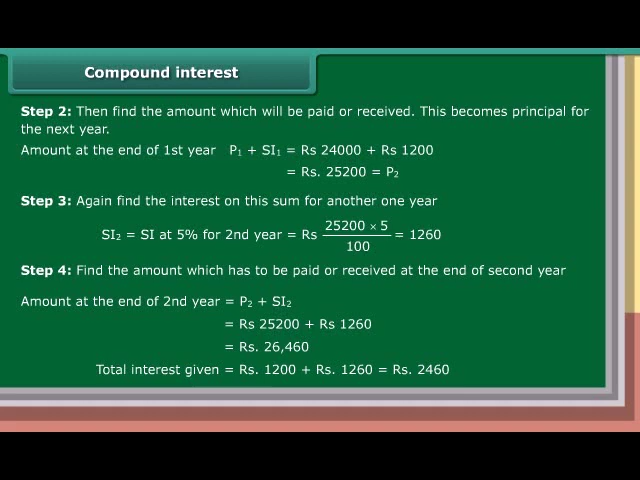 Compound interest
Step 2: Then find the amount which will be paid or received. This becomes principal for
the next year.
Amount at the end of 1st year P₁ + SI₁ = Rs 24000 + Rs 1200
= Rs. 25200 = P₂
Step 3: Again find the interest on this sum for another one year
SI₂ = SI at 5% for 2nd year = Rs 25200 × 5 / 100 = 1260
Step 4: Find the amount which has to be paid or received at the end of second year
Amount at the end of 2nd year = P₂ + SI₂
= Rs 25200 + Rs 1260
= Rs. 26,460
Total interest given = Rs. 1200 + Rs. 1260 = Rs. 2460